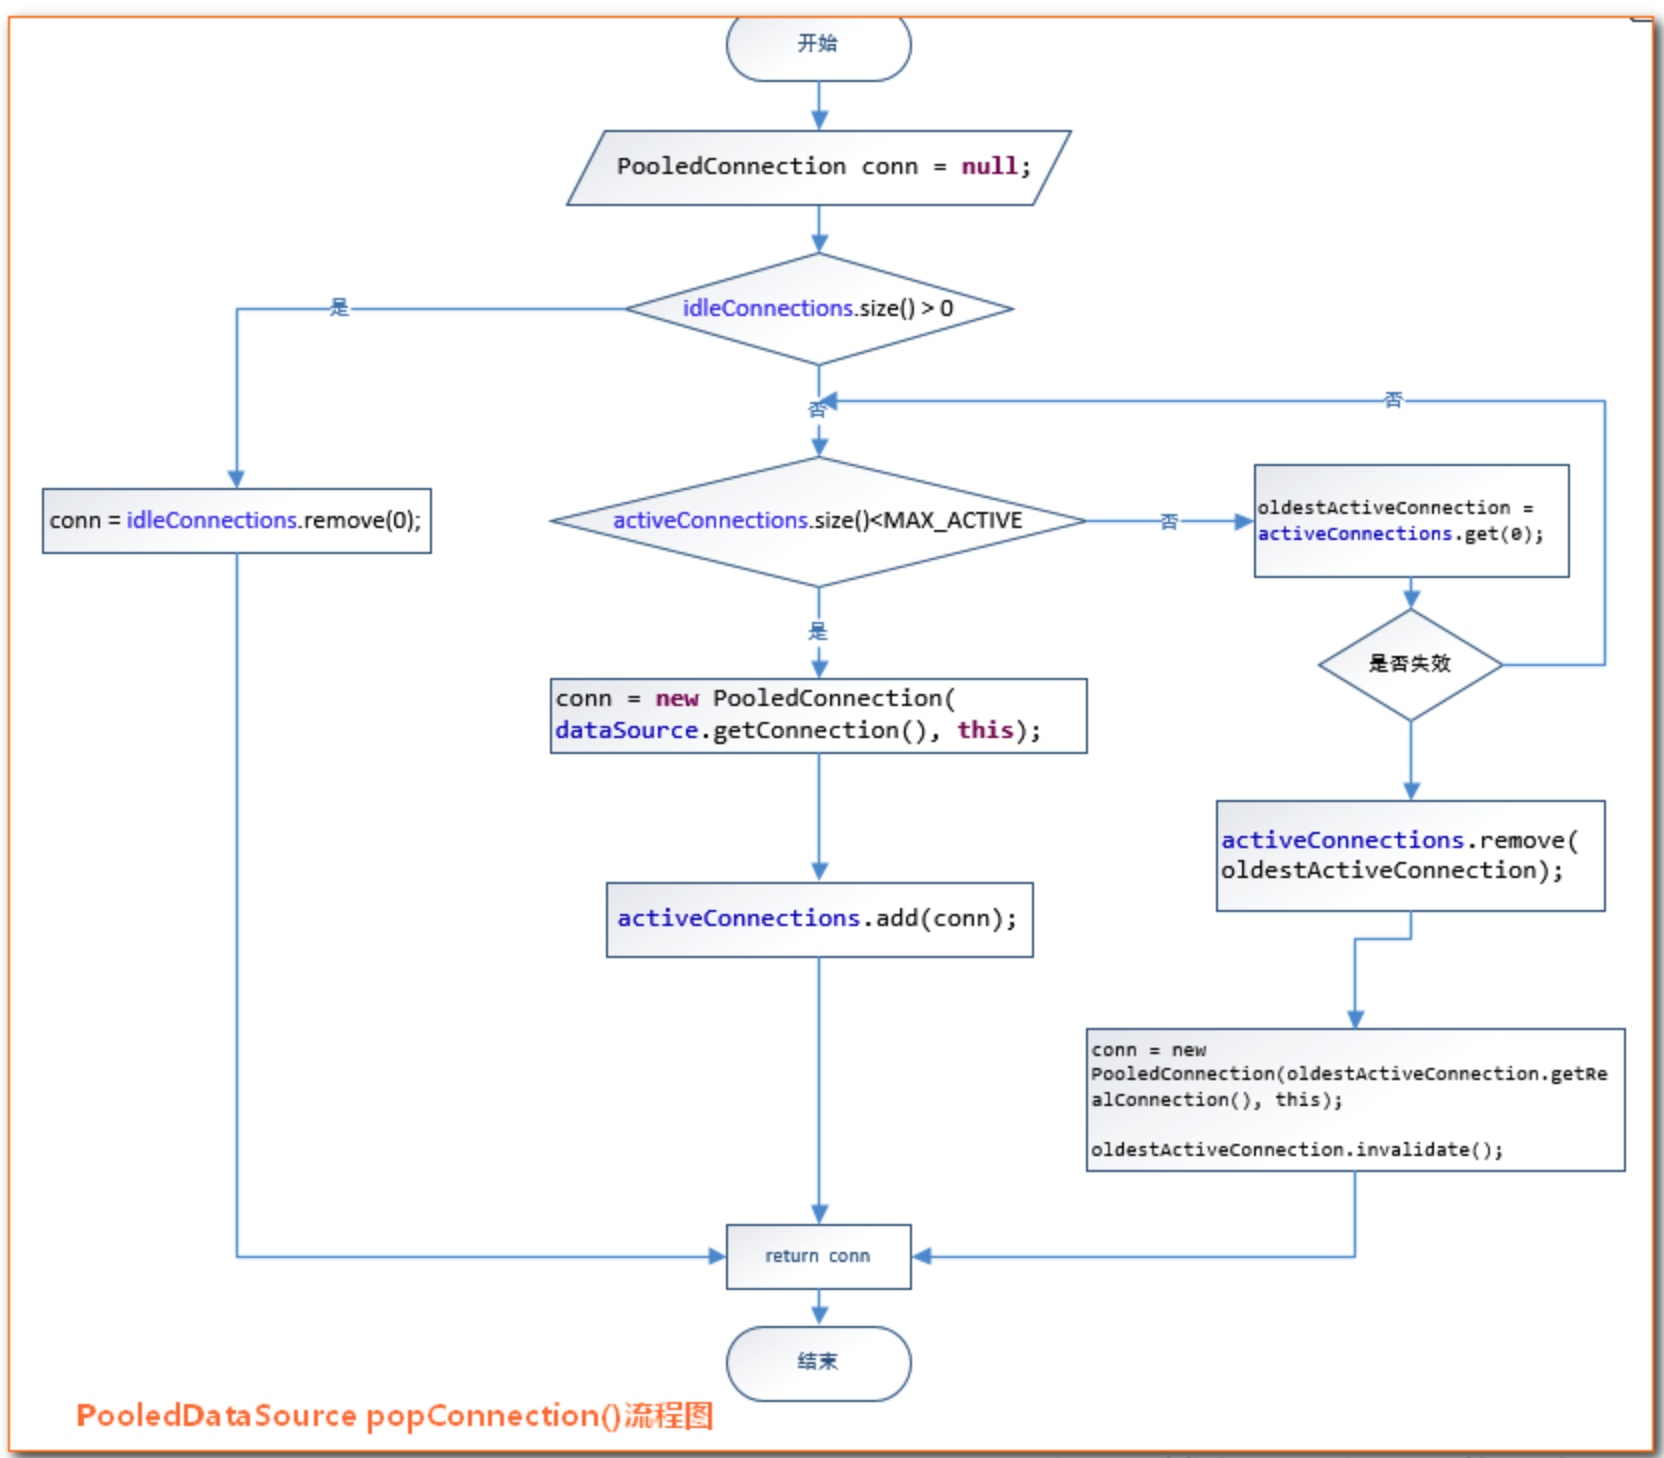 开始
PooledConnection conn = null;
idleConnections.size() > 0
是
否
否
conn = idleConnections.remove(0);
activeConnections.size()<MAX_ACTIVE
否
oldestActiveConnection =
activeConnections.get(0);
是
是否失效
conn = new PooledConnection(
dataSource.getConnection(), this);
activeConnections.remove(
oldestActiveConnection);
activeConnections.add(conn);
conn = new
PooledConnection(oldestActiveConnection.getRe
alConnection(), this);
oldestActiveConnection.invalidate();
return conn
结束
PooledDataSource popConnection()流程图